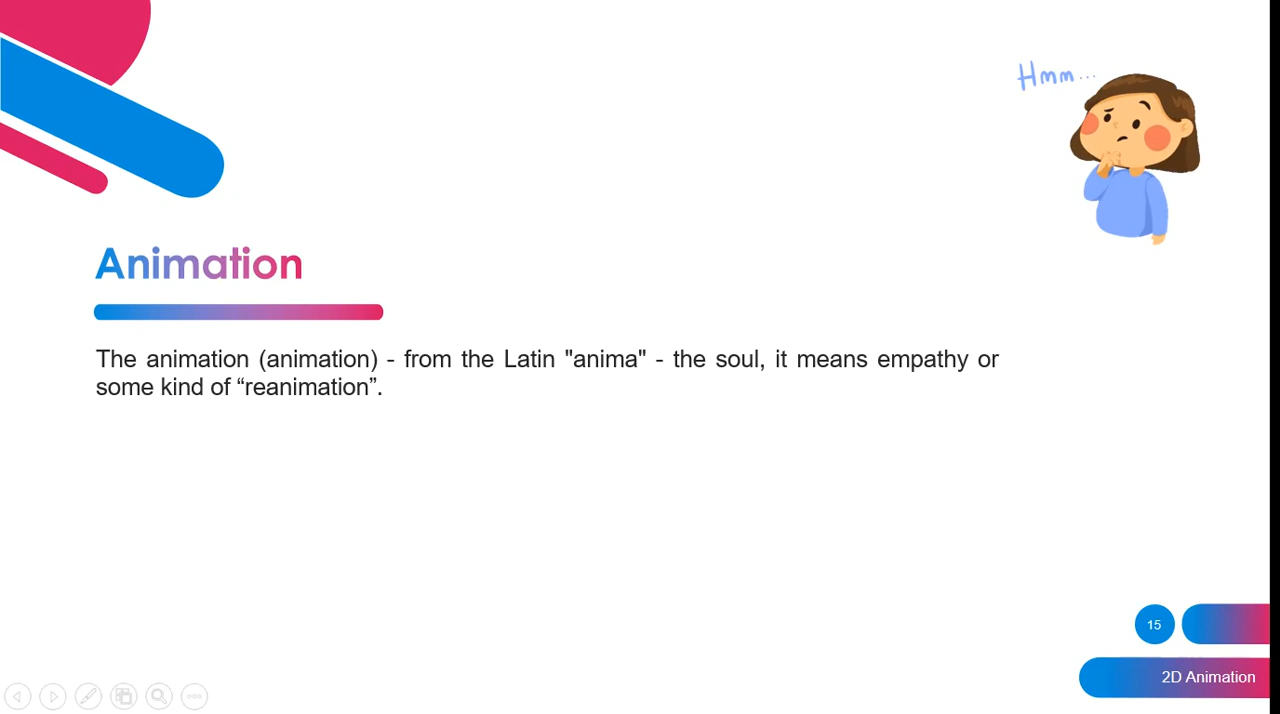 Hmm...
Animation
The animation (animation) - from the Latin "anima" - the soul, it means empathy or
some kind of “reanimation”.
15
2D Animation